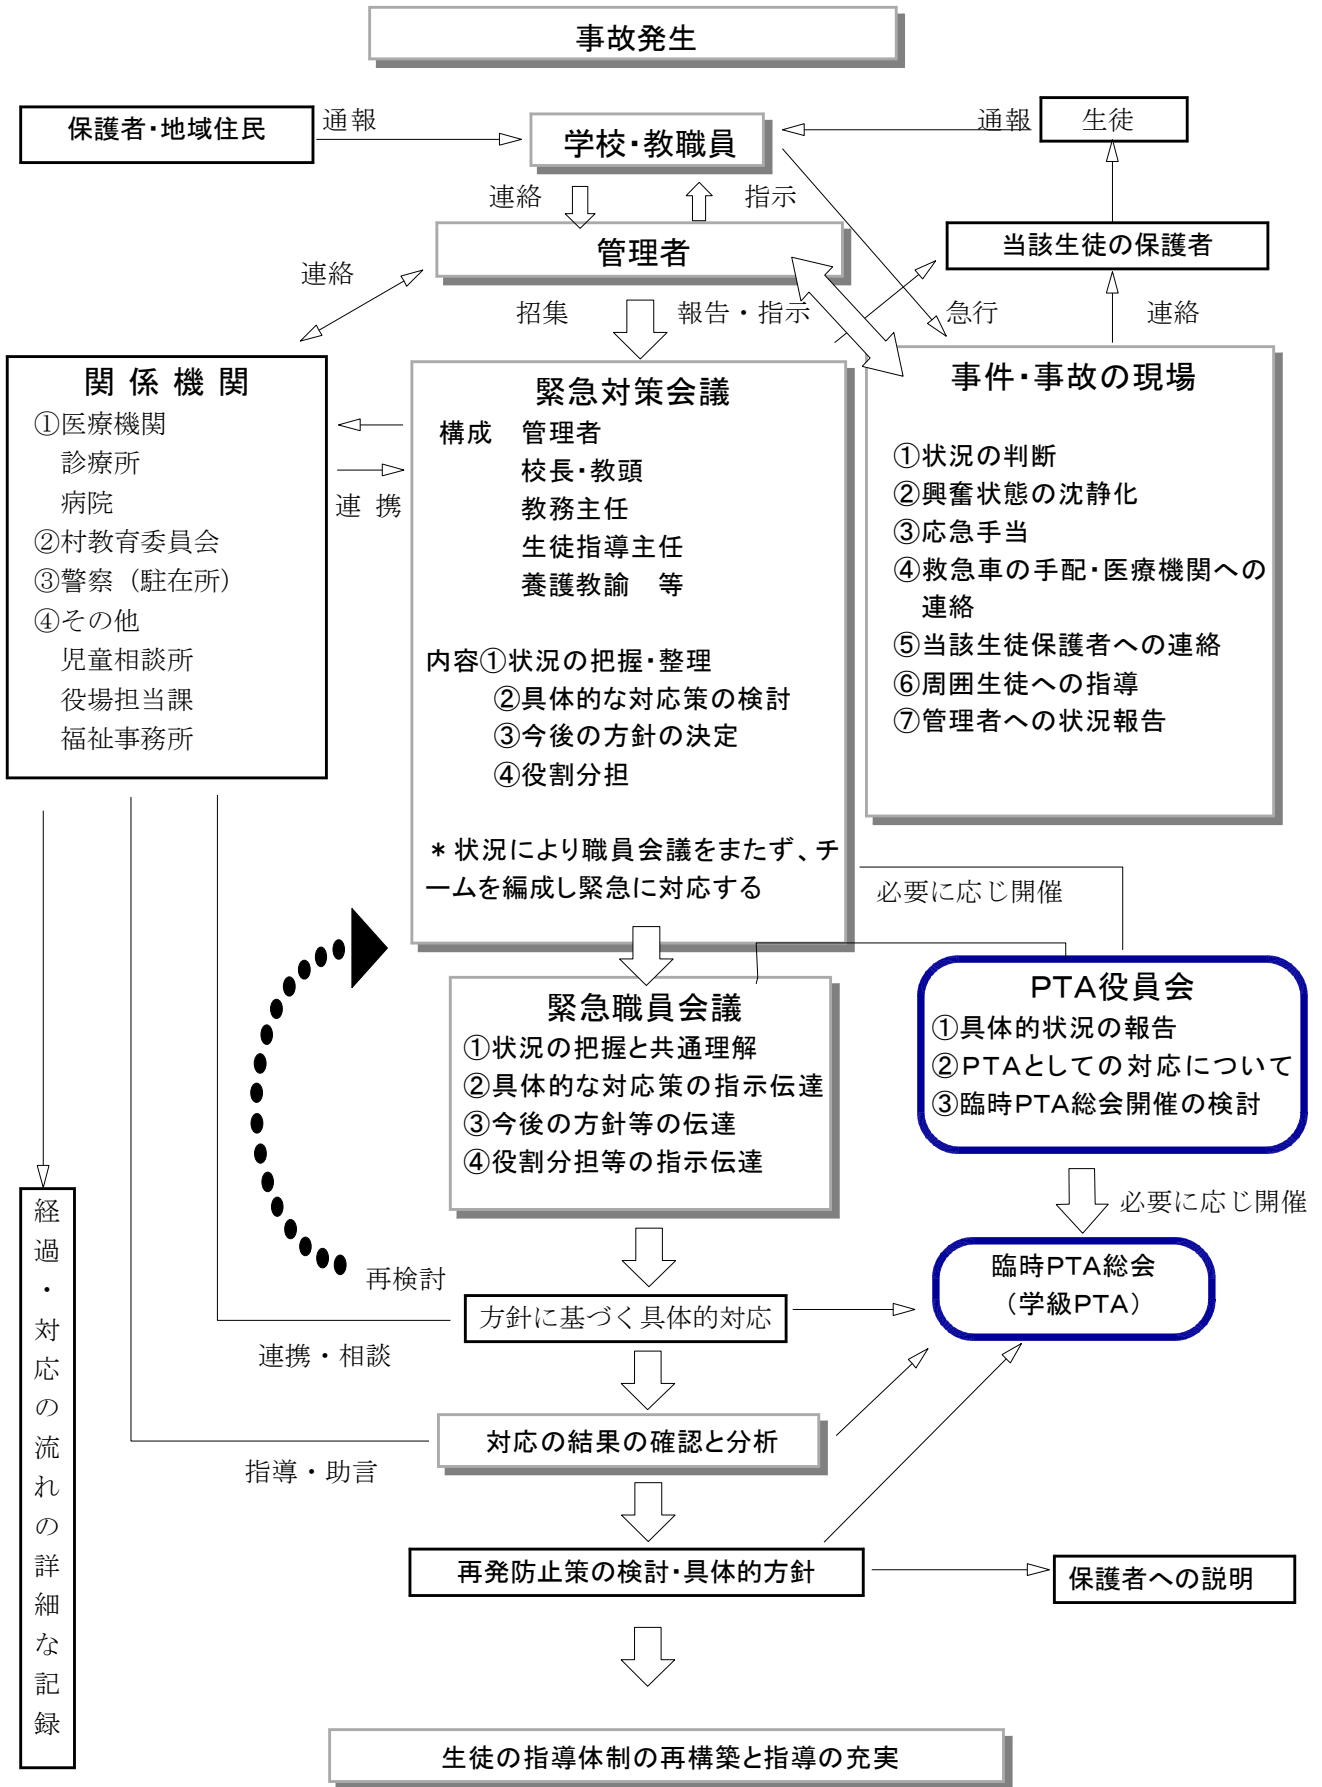 事故発生
保護者・地域住民
通報
学校・教職員
通報
生徒
連絡
指示
管理者
当該生徒の保護者
連絡
招集
報告・指示
急行
連絡
関係機関
①医療機関
診療所
病院
②村教育委員会
③警察（駐在所）
④その他
児童相談所
役場担当課
福祉事務所
連携
緊急対策会議
構成　管理者
校長・教頭
教務主任
生徒指導主任
養護教諭　等
内容①状況の把握・整理
②具体的な対応策の検討
③今後の方針の決定
④役割分担
＊状況により職員会議をまたず、チ
ームを編成し緊急に対応する
事件・事故の現場
①状況の判断
②興奮状態の沈静化
③応急手当
④救急車の手配・医療機関への
連絡
⑤当該生徒保護者への連絡
⑥周囲生徒への指導
⑦管理者への状況報告
必要に応じ開催
緊急職員会議
①状況の把握と共通理解
②具体的な対応策の指示伝達
③今後の方針等の伝達
④役割分担等の指示伝達
PTA役員会
①具体的状況の報告
②PTAとしての対応について
③臨時PTA総会開催の検討
必要に応じ開催
臨時PTA総会
（学級PTA）
再検討
方針に基づく具体的対応
連携・相談
対応の結果の確認と分析
指導・助言
再発防止策の検討・具体的方針
保護者への説明
経過・対応の流れの詳細な記録
生徒の指導体制の再構築と指導の充実